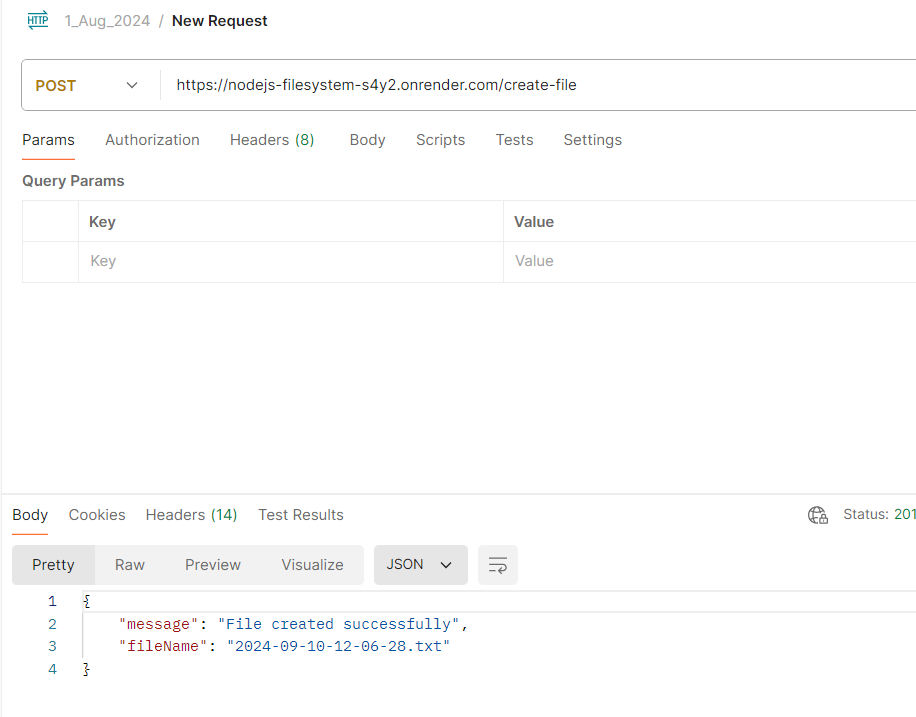 HTTP 1_Aug_2024 / New Request
POST https://nodejs-filesystem-s4y2.onrender.com/create-file
Params Authorization Headers (8) Body Scripts Tests Settings
Query Params
Key Value
Key Value
Body Cookies Headers (14) Test Results Status: 201
Pretty Raw Preview Visualize JSON
1 {
2 "message": "File created successfully",
3 "fileName": "2024-09-10-12-06-28.txt"
4 }